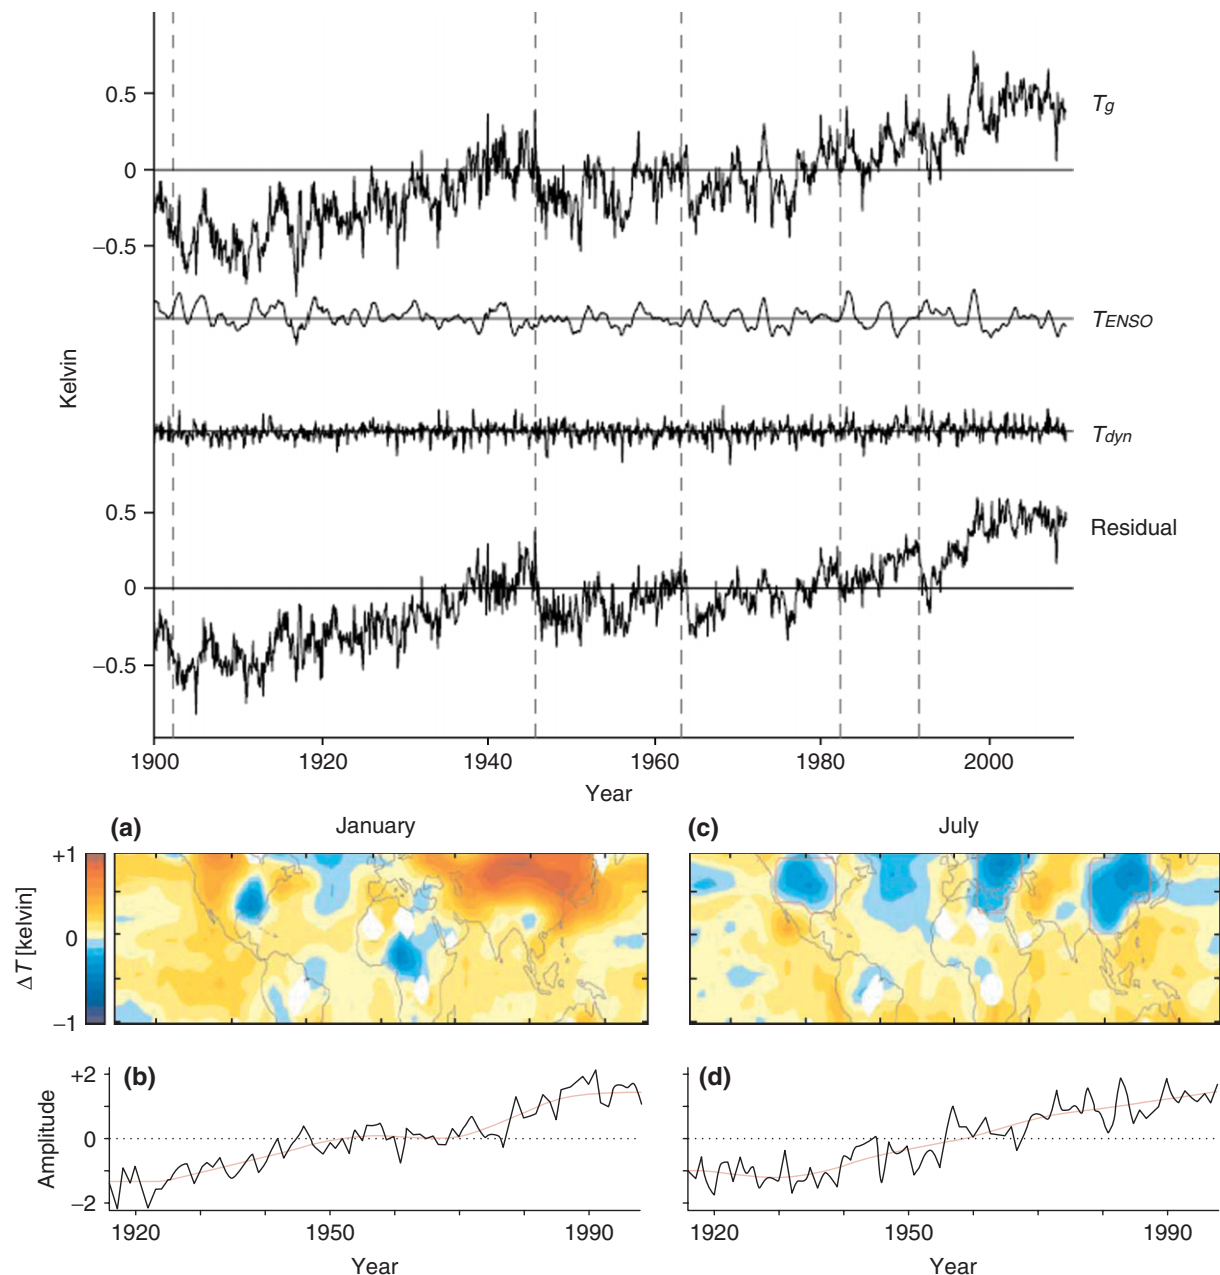 0.5
0
−0.5
Tg
TENSO
Kelvin
Tdyn
0.5
0
−0.5
Residual
1900 1920 1940 1960 1980 2000
Year
(a) January
(c) July
+1
0
−1
ΔT [kelvin]
(b)
(d)
+2
0
−2
Amplitude
1920 1950 1990
1920 1950 1990
Year
Year